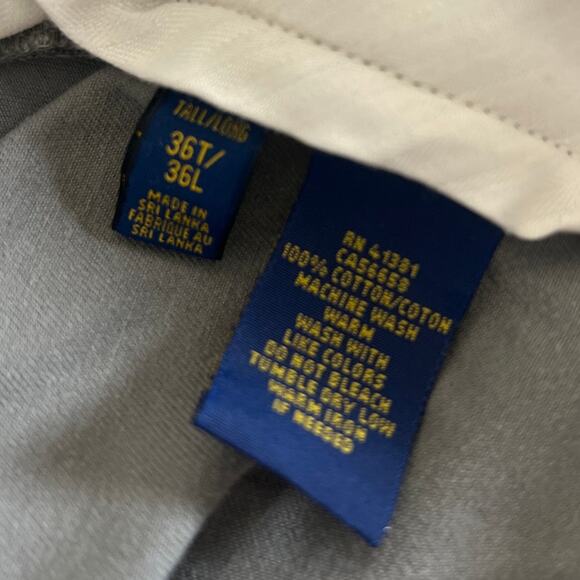 TALL/LONG
36T/
36L
MADE IN
SRI LANKA
FABRIQUE AU
SRI LANKA
RN 41381
CA56658
100% COTTON/COTON
MACHINE WASH
WARM
WASH WITH
LIKE COLORS
DO NOT BLEACH
TUMBLE DRY LOW
WARM IRON
IF NEEDED